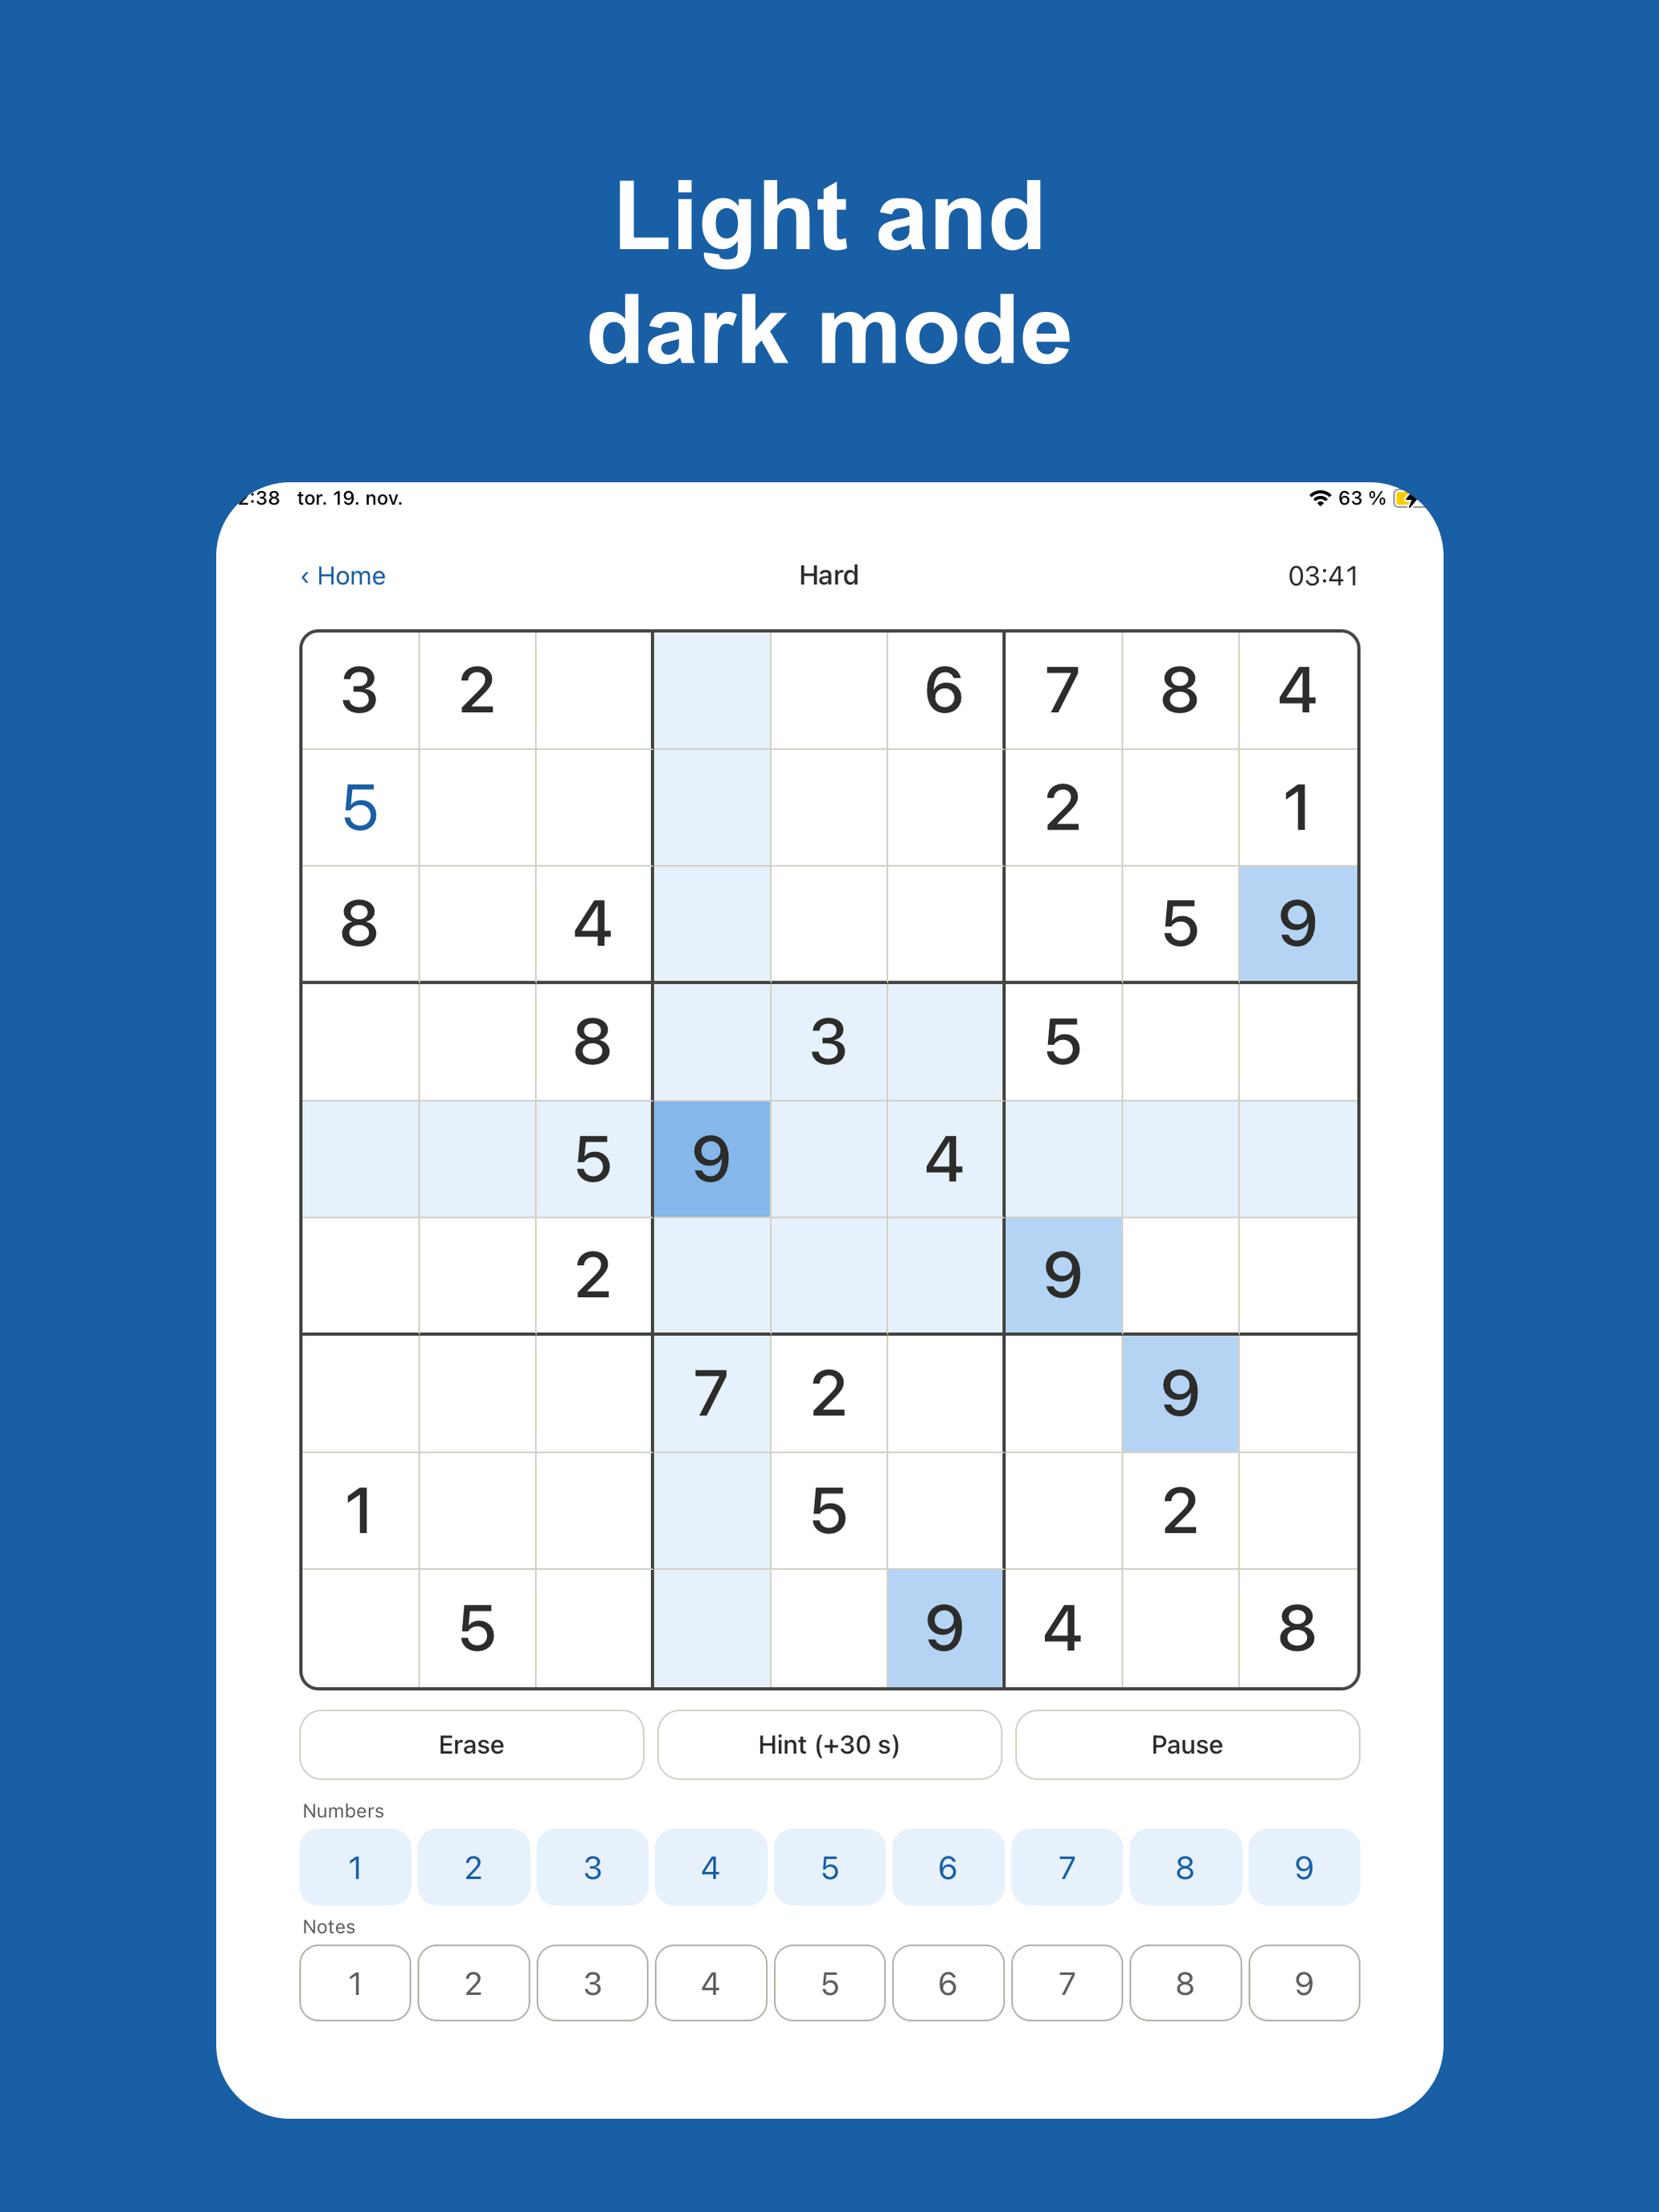 Light and
dark mode
2:38 tor. 19. nov. 63 %
‹ Home Hard 03:41
3 2 6 7 8 4
5 2 1
8 4 5 9
8 3 5
5 9 4
2 9
7 2 9
1 5 2
5 9 4 8
Erase Hint (+30 s) Pause
Numbers
1 2 3 4 5 6 7 8 9
Notes
1 2 3 4 5 6 7 8 9